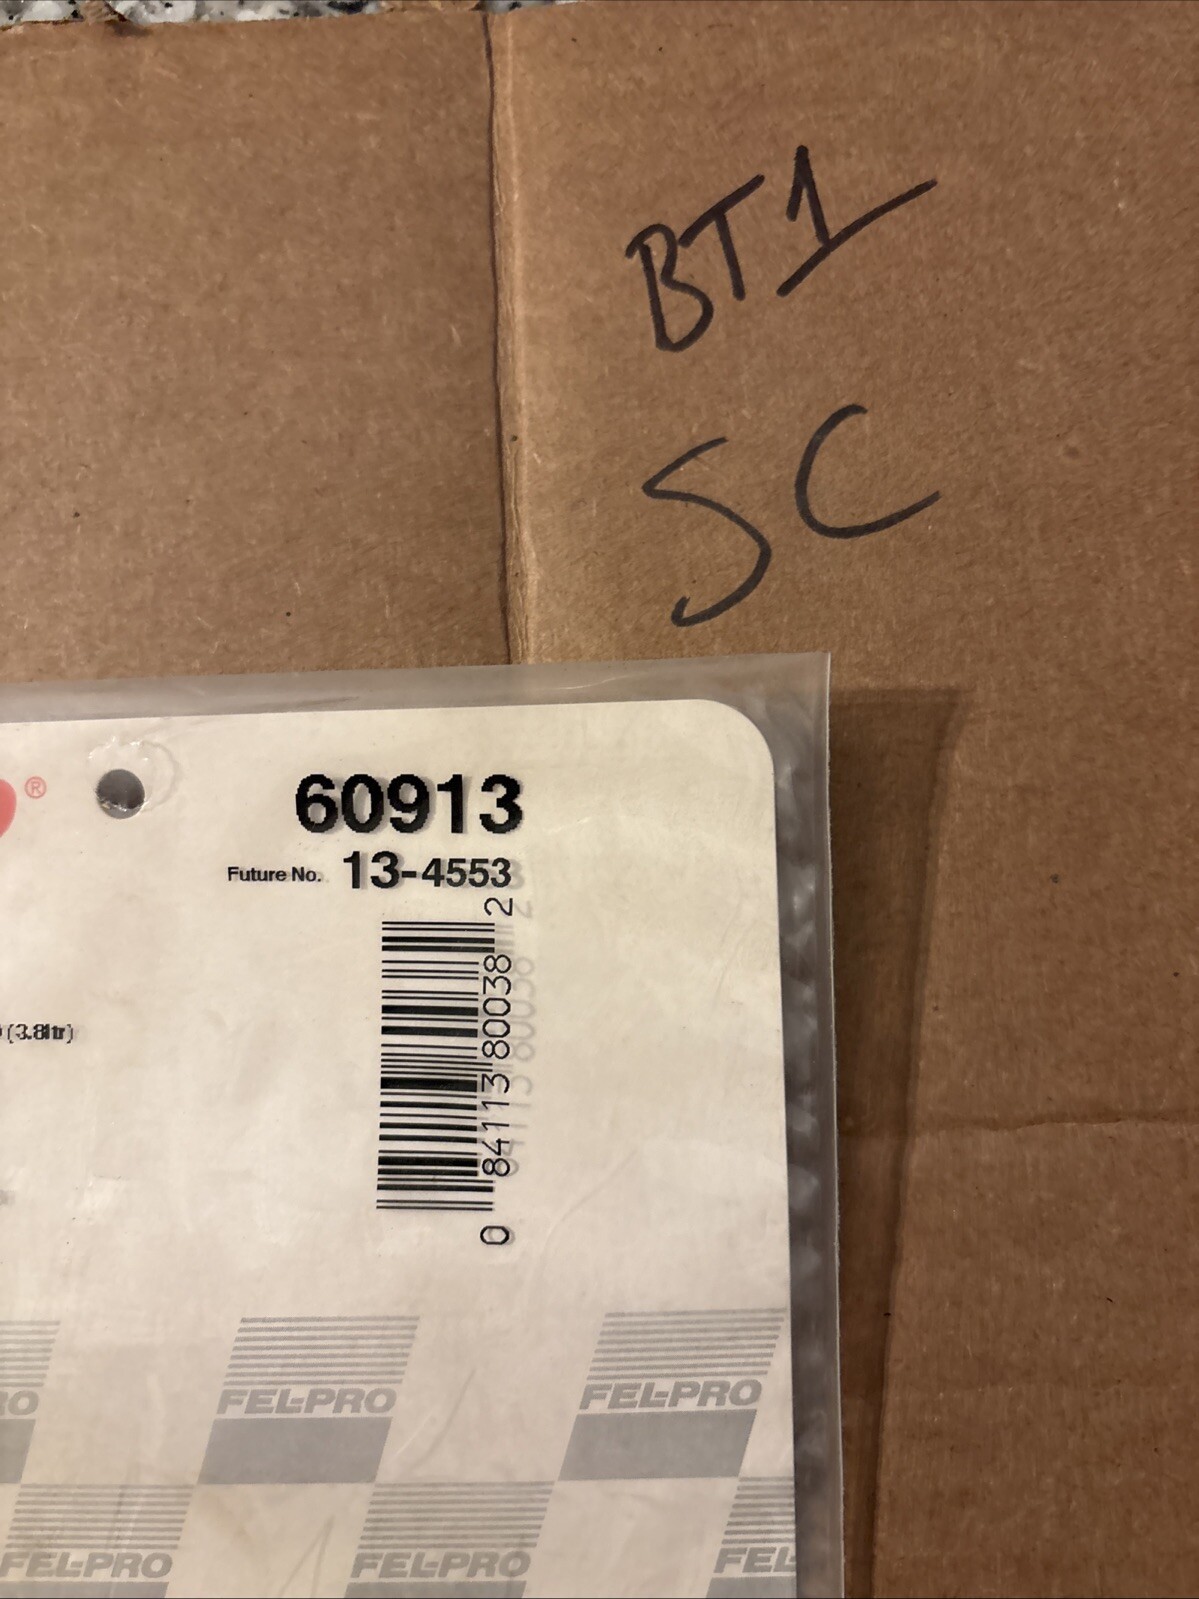 BT1
SC
®
60913
Future No. 13-4553
0 84113 80038 2
(3.8ltr)
FEL-PRO
FEL-PRO
FEL-PRO
FEL-PRO